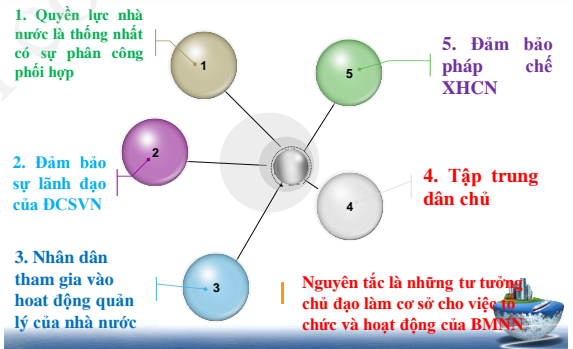 1. Quyền lực nhà
nước là thống nhất
có sự phân công
phối hợp
1
5
5. Đảm bảo
pháp chế
XHCN
2
2. Đảm bảo
sự lãnh đạo
của ĐCSVN
4
4. Tập trung
dân chủ
3. Nhân dân
tham gia vào
hoat động quản
lý của nhà nước
3
Nguyên tắc là những tư tưởng
chủ đạo làm cơ sở cho việc tổ
chức và hoạt động của BMNN